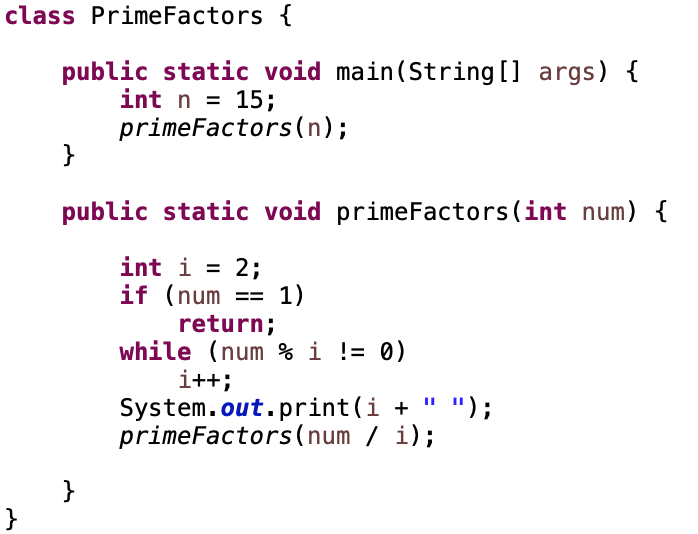 class PrimeFactors {
    public static void main(String[] args) {
        int n = 15;
        primeFactors(n);
    }
    public static void primeFactors(int num) {
        int i = 2;
        if (num == 1)
            return;
        while (num % i != 0)
            i++;
        System.out.print(i + " ");
        primeFactors(num / i);
    }
}